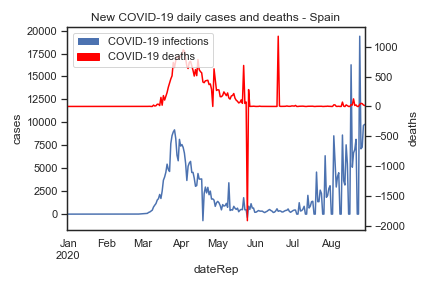 New COVID-19 daily cases and deaths - Spain
COVID-19 infections
COVID-19 deaths
20000
17500
15000
12500
10000
7500
5000
2500
0
cases
1000
500
0
−500
−1000
−1500
−2000
deaths
Jan Feb Mar Apr May Jun Jul Aug
2020
dateRep